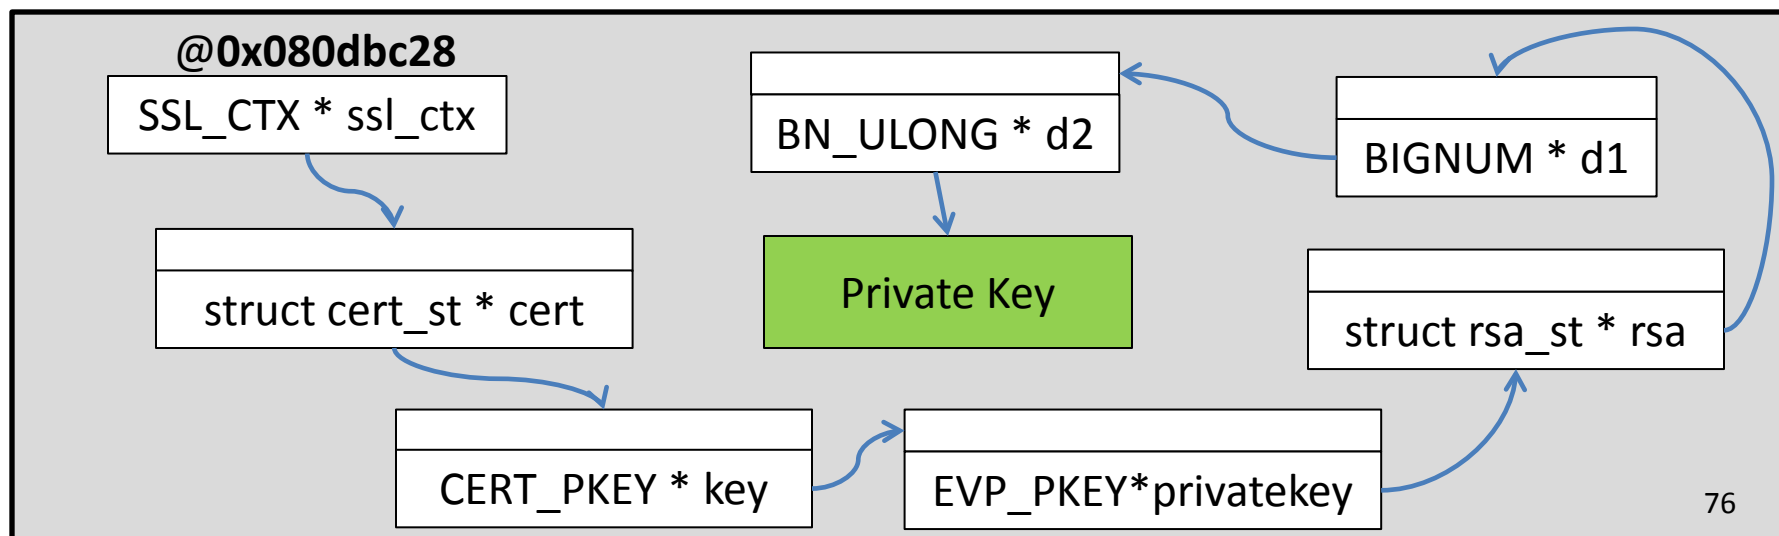 @0x080dbc28
SSL_CTX * ssl_ctx
struct cert_st * cert
CERT_PKEY * key
EVP_PKEY*privatekey
struct rsa_st * rsa
BIGNUM * d1
BN_ULONG * d2
Private Key
76